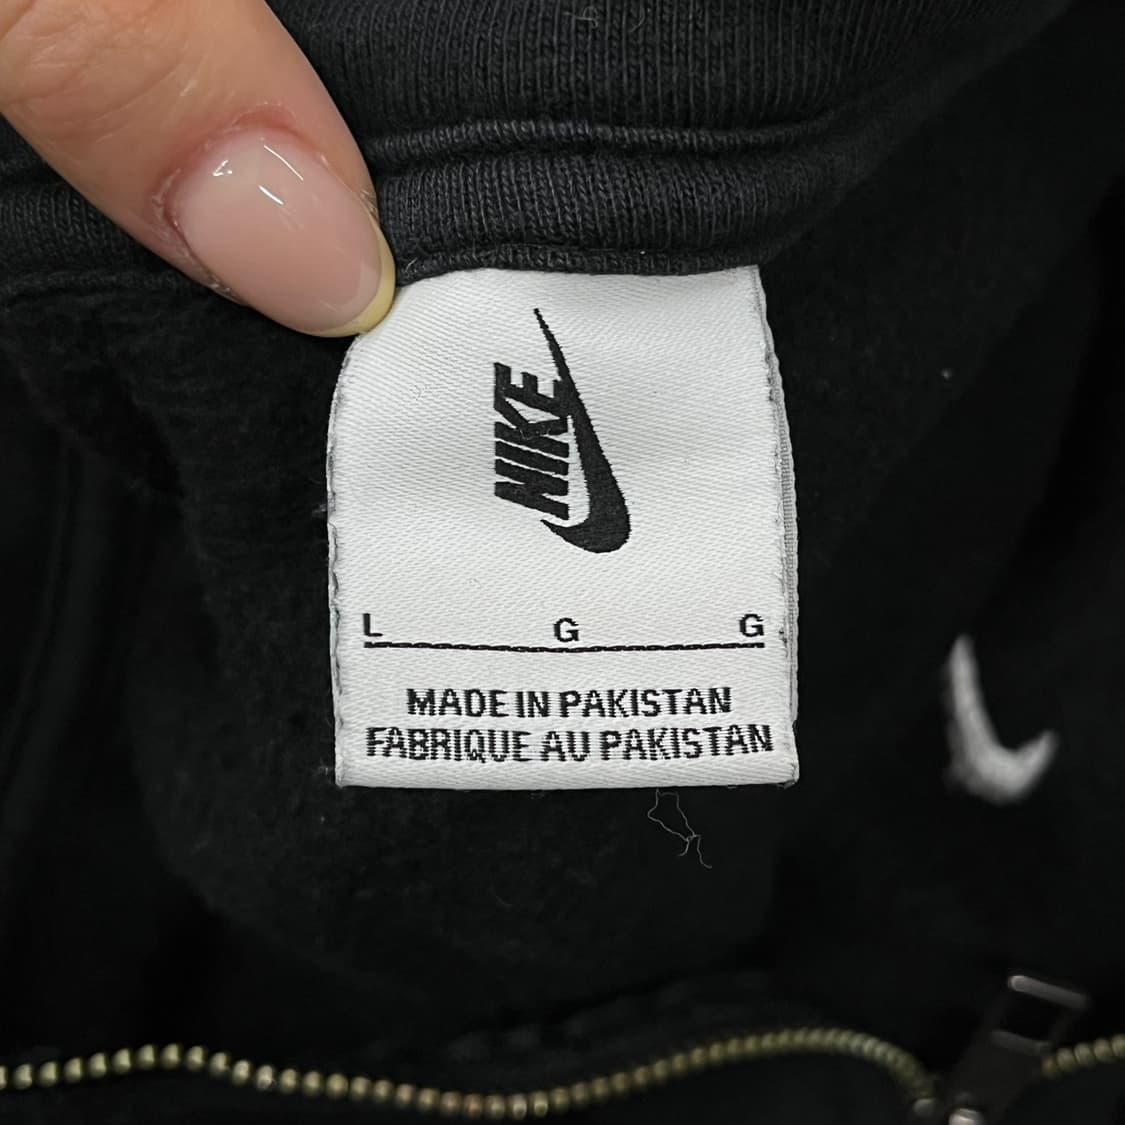 NIKE
L G G
MADE IN PAKISTAN
FABRIQUE AU PAKISTAN